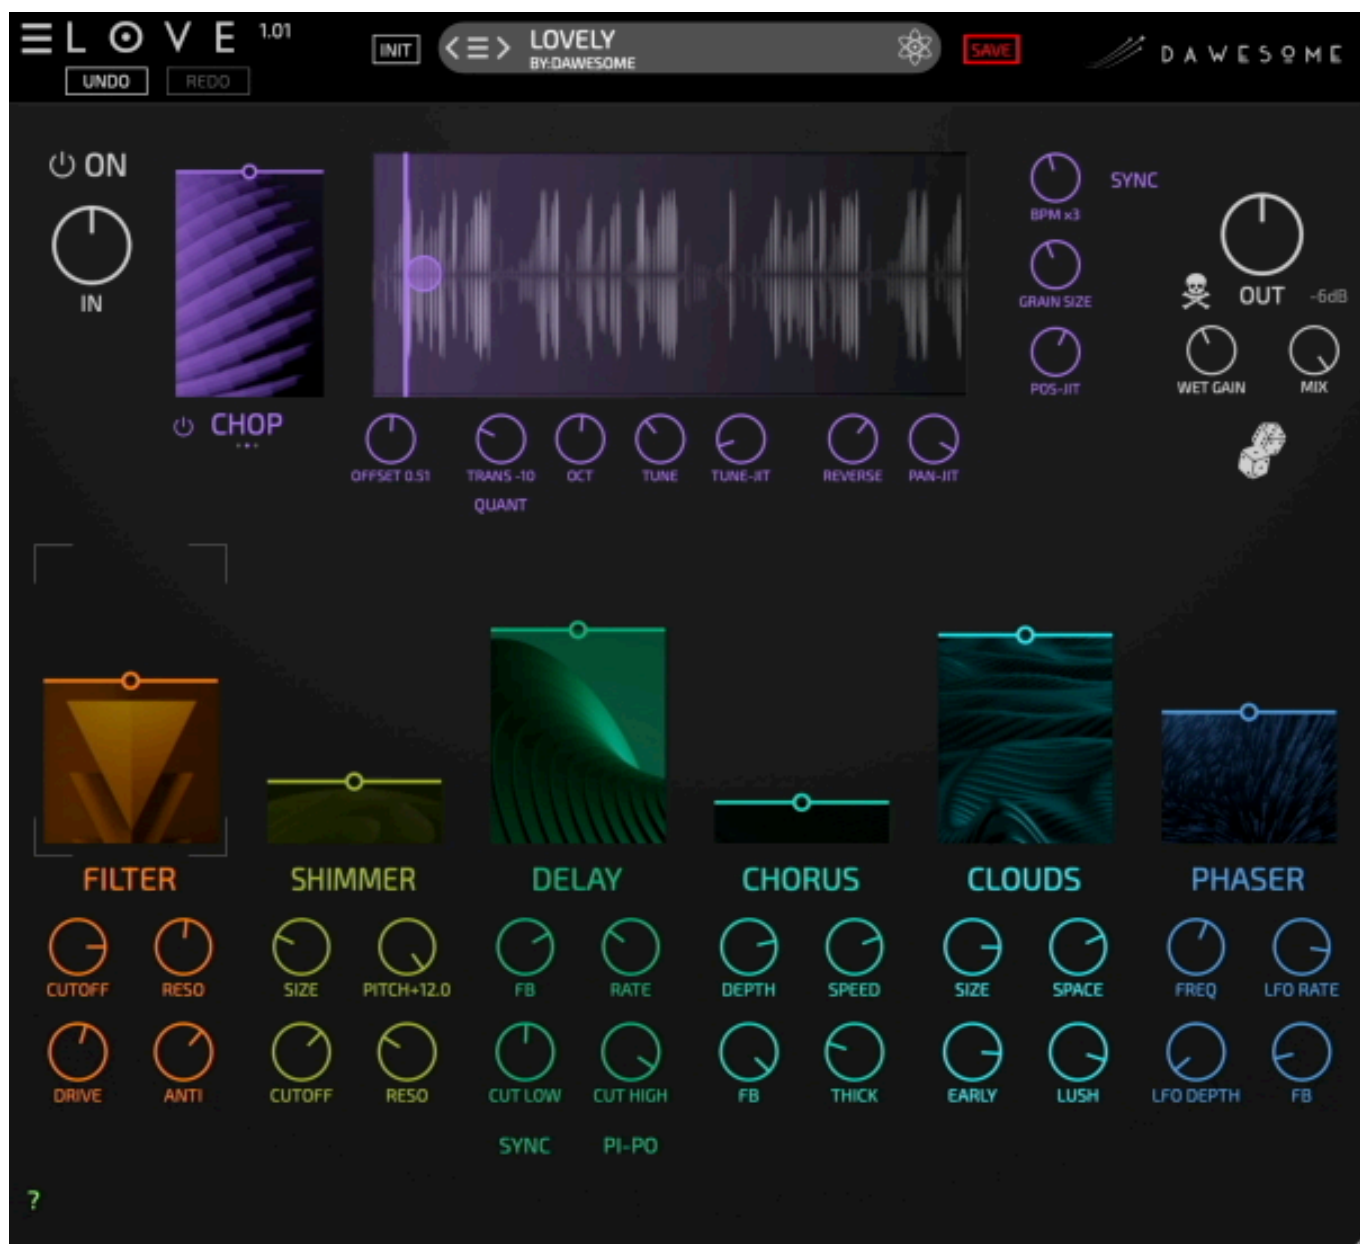 LOVE 1.01
UNDO REDO
INIT
LOVELY
BY:DAWESOME
SAVE
DAWESOME
ON
IN
CHOP
OFFSET 0.51 TRANS -10 OCT TUNE TUNE-JIT REVERSE PAN-JIT
QUANT
BPM x3 SYNC
GRAIN SIZE
POS-JIT
OUT -6dB
WET GAIN MIX
FILTER SHIMMER DELAY CHORUS CLOUDS PHASER
CUTOFF RESO SIZE PITCH+12.0 FB RATE DEPTH SPEED SIZE SPACE FREQ LFO RATE
DRIVE ANTI CUTOFF RESO CUT LOW CUT HIGH FB THICK EARLY LUSH LFO DEPTH FB
SYNC PI-PO
?